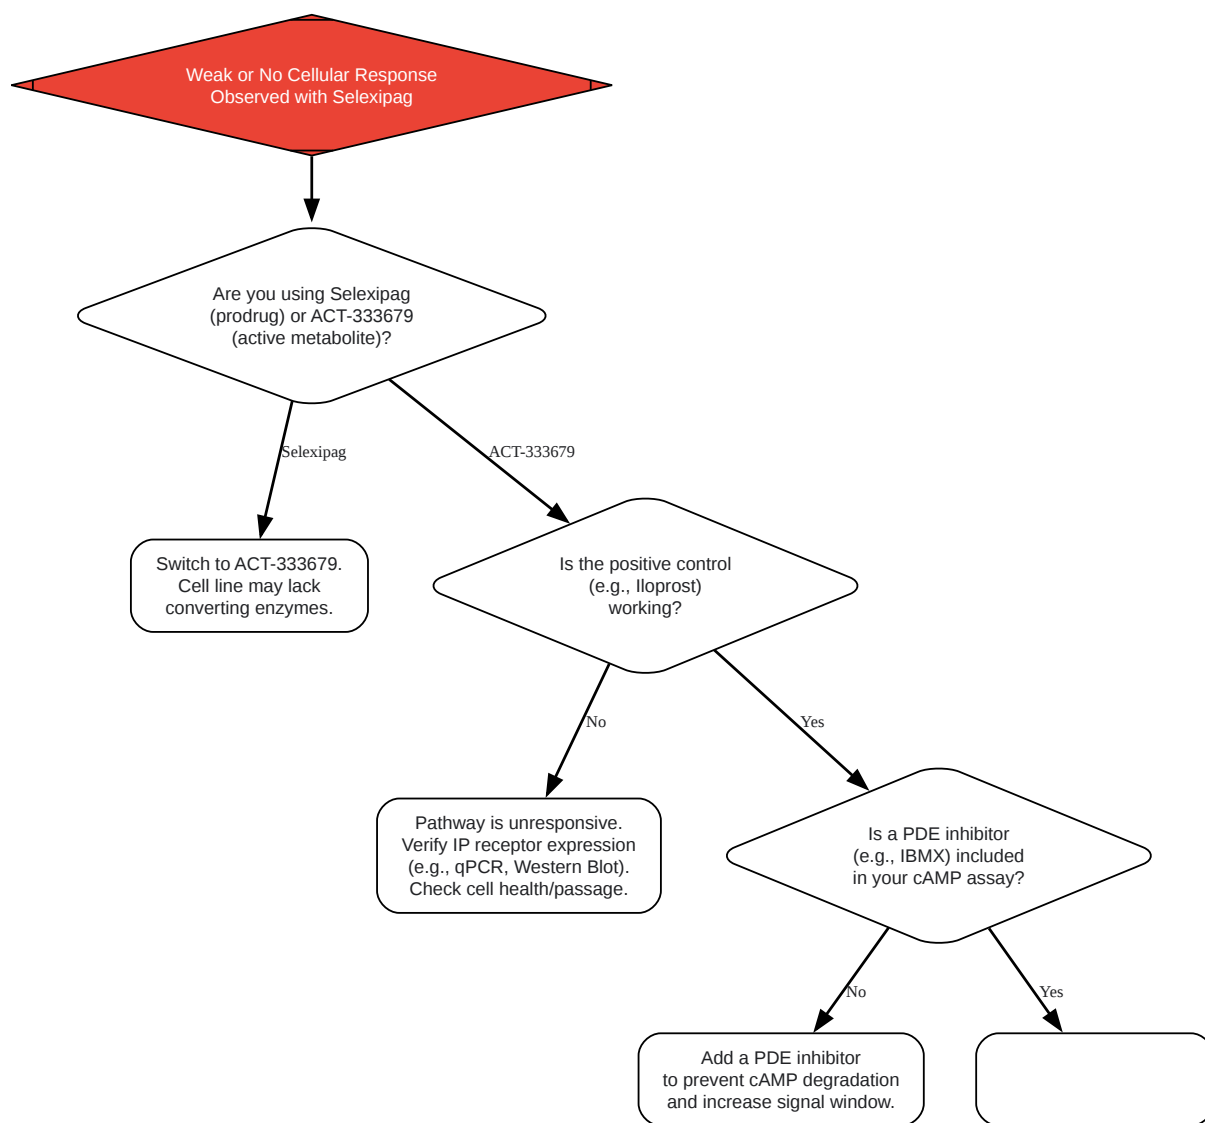 Weak or No Cellular Response
Observed with Selexipag
Are you using Selexipag
(prodrug) or ACT-333679
(active metabolite)?
Selexipag
ACT-333679
Switch to ACT-333679.
Cell line may lack
converting enzymes.
Is the positive control
(e.g., Iloprost)
working?
No
Yes
Pathway is unresponsive.
Verify IP receptor expression
(e.g., qPCR, Western Blot).
Check cell health/passage.
Is a PDE inhibitor
(e.g., IBMX) included
in your cAMP assay?
No
Yes
Add a PDE inhibitor
to prevent cAMP degradation
and increase signal window.